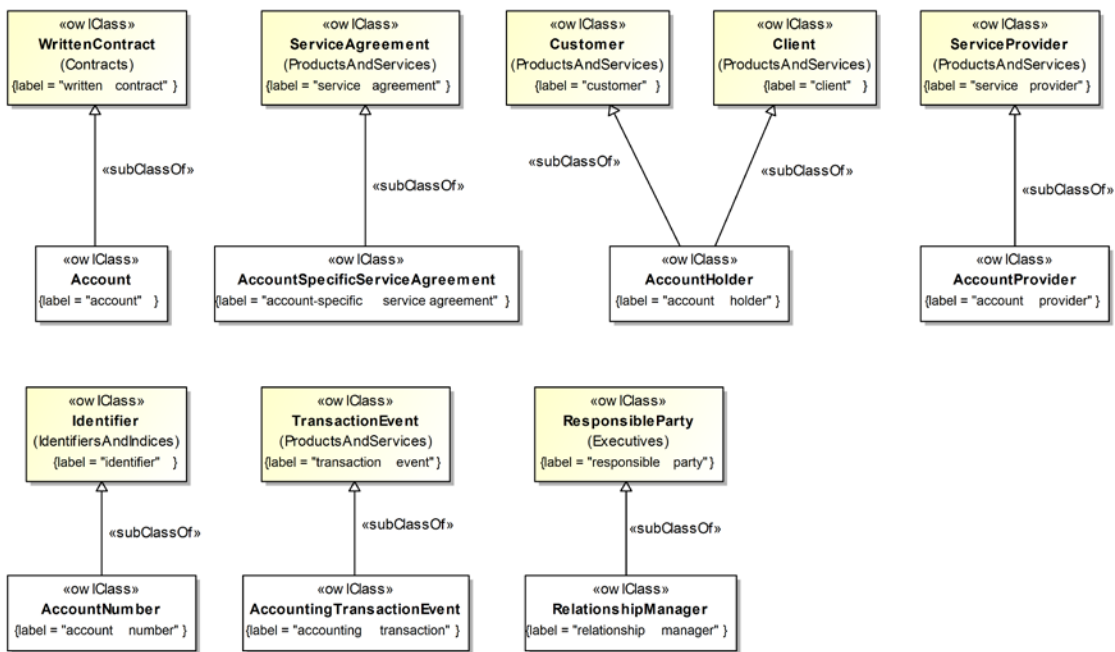 «owlClass»
WrittenContract
(Contracts)
{label = "written contract" }
«owlClass»
ServiceAgreement
(ProductsAndServices)
{label = "service agreement" }
«owlClass»
Customer
(ProductsAndServices)
{label = "customer" }
«owlClass»
Client
(ProductsAndServices)
{label = "client" }
«owlClass»
ServiceProvider
(ProductsAndServices)
{label = "service provider" }
«subClassOf»
«subClassOf»
«subClassOf»
«subClassOf»
«subClassOf»
«owlClass»
Account
{label = "account" }
«owlClass»
AccountSpecificServiceAgreement
{label = "account-specific service agreement" }
«owlClass»
AccountHolder
{label = "account holder" }
«owlClass»
AccountProvider
{label = "account provider" }
«owlClass»
Identifier
(IdentifiersAndIndices)
{label = "identifier" }
«owlClass»
TransactionEvent
(ProductsAndServices)
{label = "transaction event" }
«owlClass»
ResponsibleParty
(Executives)
{label = "responsible party" }
«subClassOf»
«subClassOf»
«subClassOf»
«owlClass»
AccountNumber
{label = "account number" }
«owlClass»
AccountingTransactionEvent
{label = "accounting transaction" }
«owlClass»
RelationshipManager
{label = "relationship manager" }